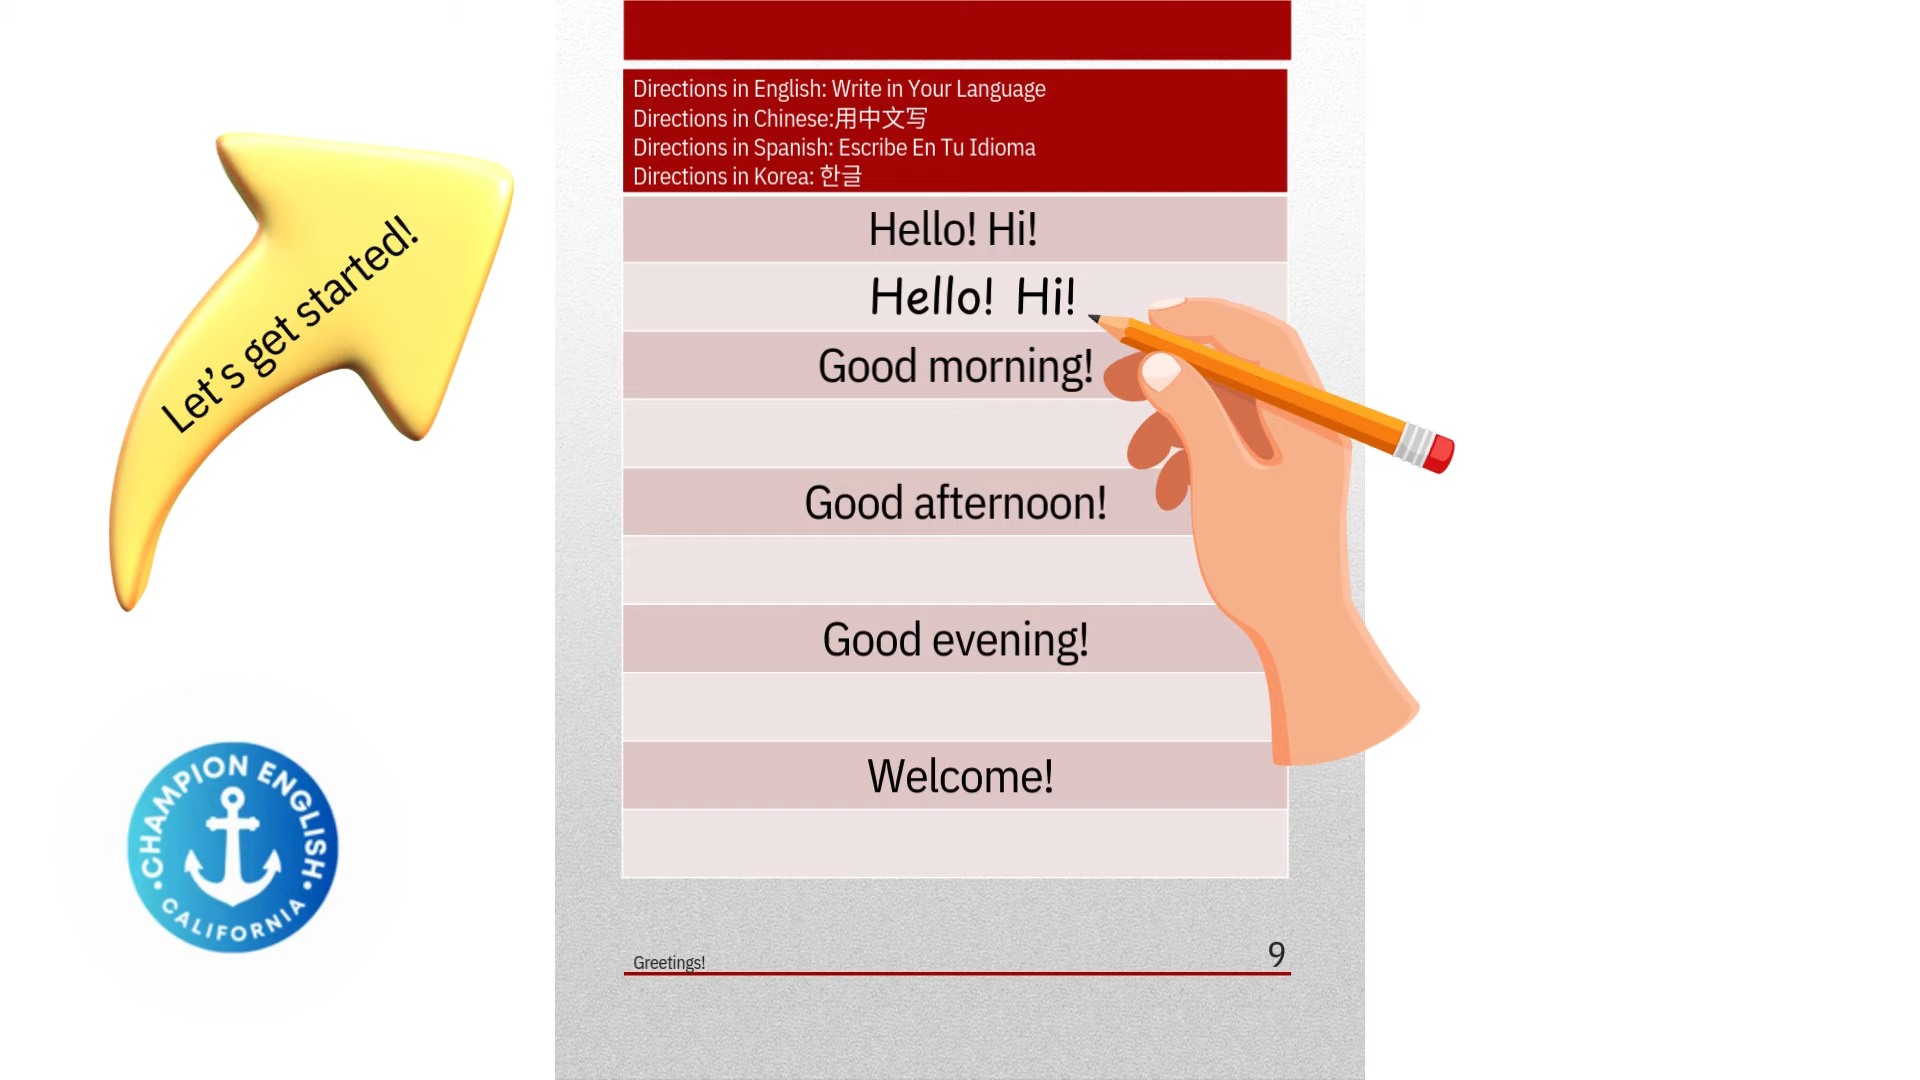 Let's get started!
Directions in English: Write in Your Language
Directions in Chinese:用中文写
Directions in Spanish: Escribe En Tu Idioma
Directions in Korea: 한글
Hello! Hi!
Hello! Hi!
Good morning!
Good afternoon!
Good evening!
Welcome!
Greetings!
9
CHAMPION ENGLISH
CALIFORNIA